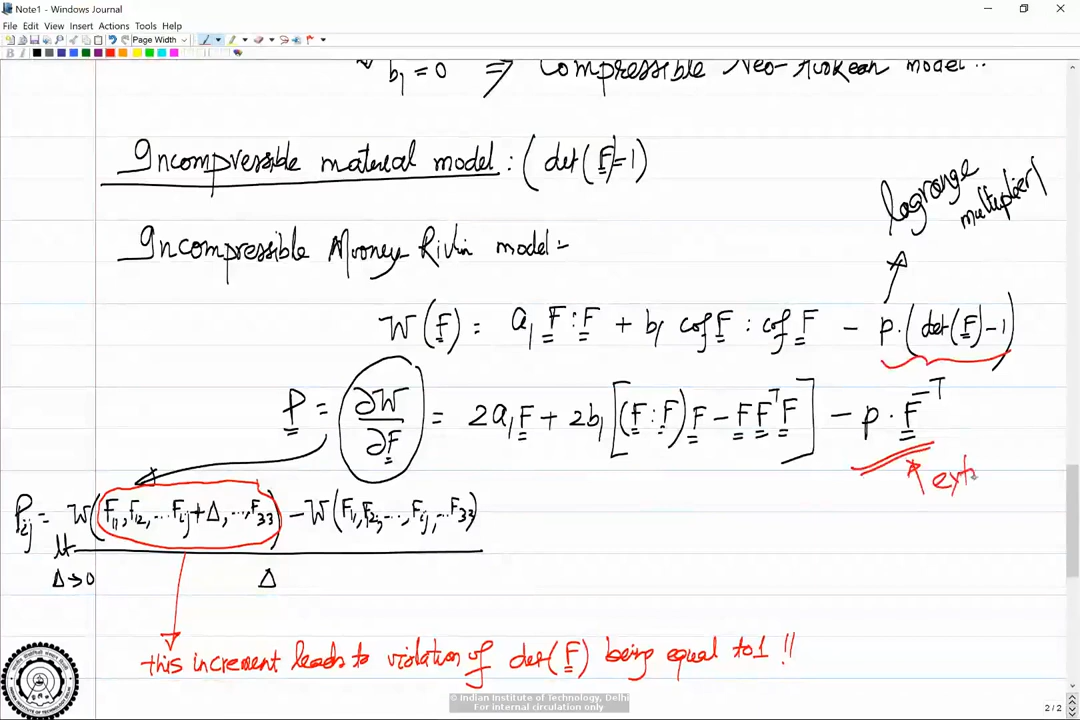 Note1 - Windows Journal
File Edit View Insert Actions Tools Help
Page Width
b₁ = 0 ⇒ Compressible Neo-Hookean model..
Incompressible material model : (det(F)=1)
lagrange
multiplier!
Incompressible Mooney-Rivlin model:-
W(F) = a₁ F : F + b₁ cof F : cof F - p.(det(F)-1)
P = ∂W/∂F = 2a₁F + 2b₁[(F:F)F - FFᵀF] - p.F⁻ᵀ
ext
Pij = lt Δ→0 W(F₁₁,F₁₂,...Fij+Δ,...,F₃₃) - W(F₁₁,F₁₂,...,Fij,...F₃₃) / Δ
this increment leads to violation of det(F) being equal to 1 !!
© Indian Institute of Technology, Delhi
For internal circulation only
2 / 2